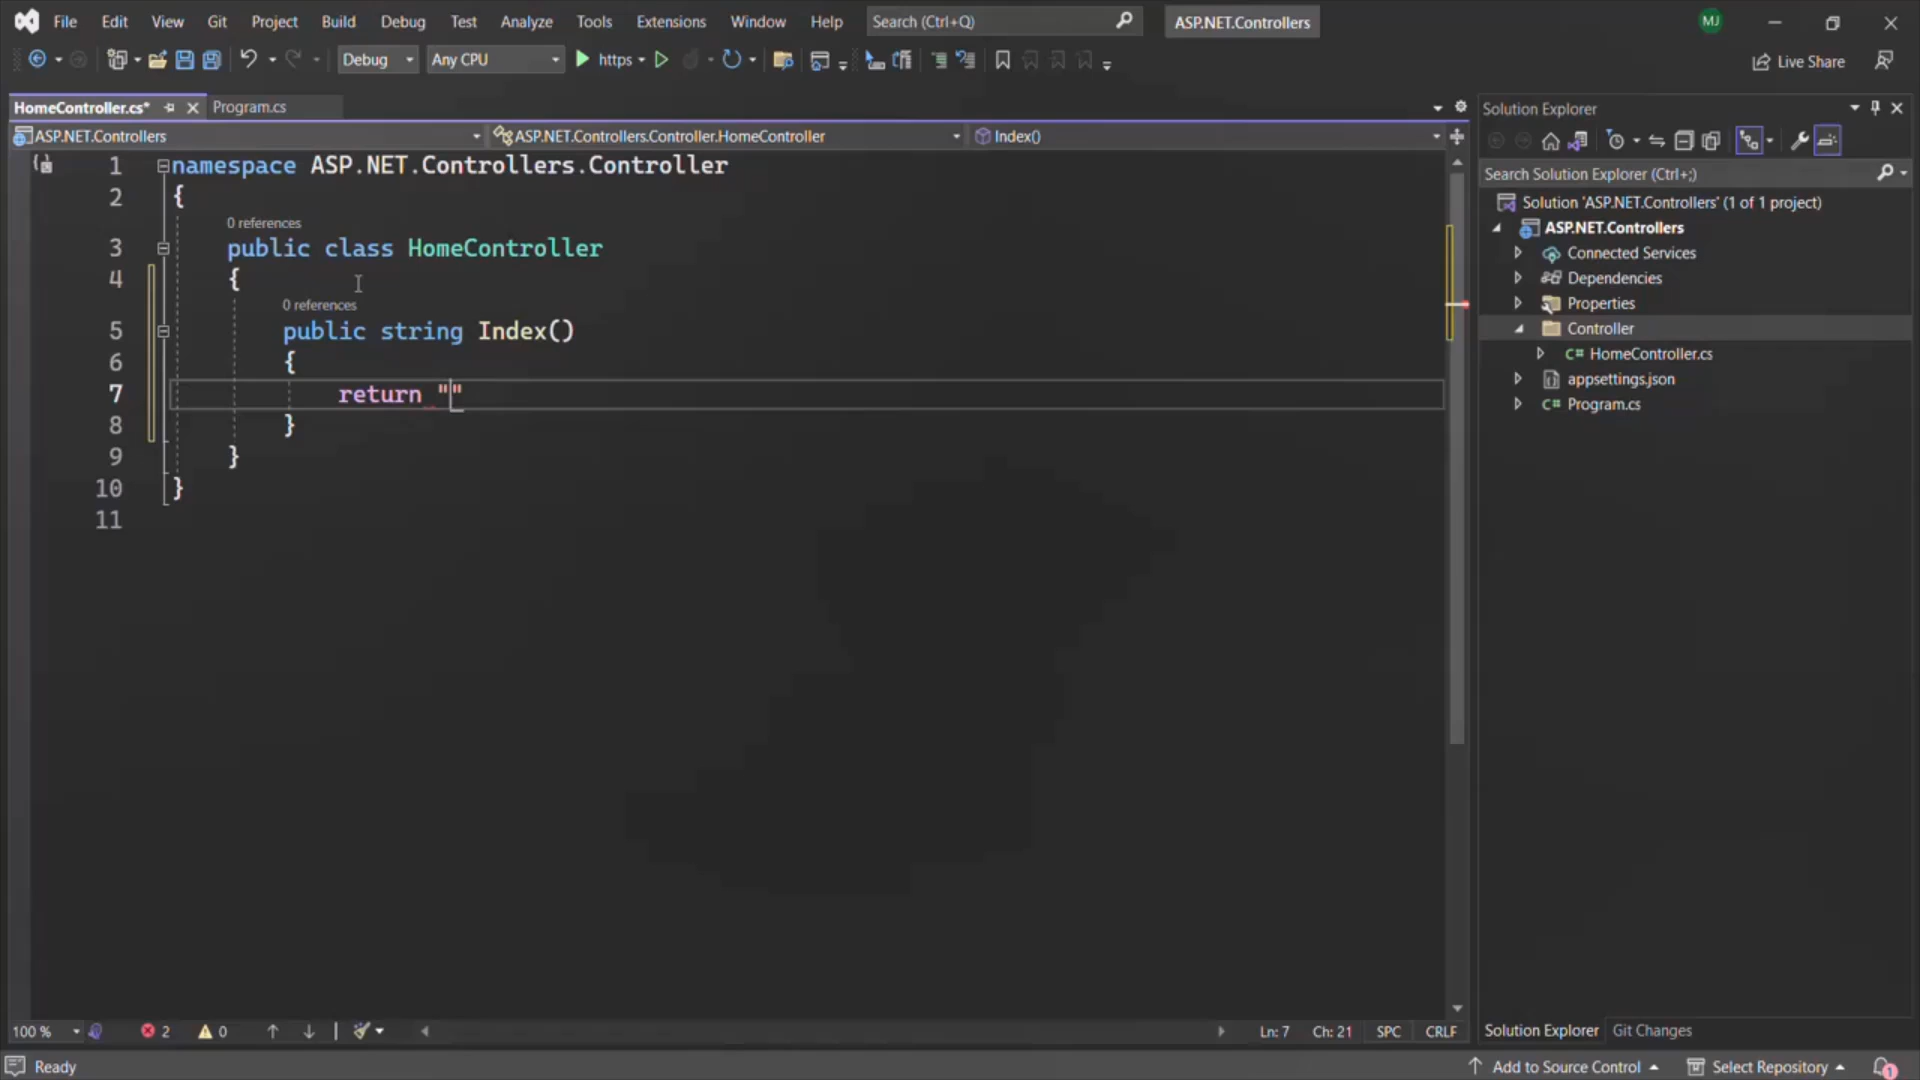 File Edit View Git Project Build Debug Test Analyze Tools Extensions Window Help Search (Ctrl+Q) ASP.NET.Controllers MJ
Debug Any CPU https Live Share
HomeController.cs* Program.cs
ASP.NET.Controllers ASP.NET.Controllers.Controller.HomeController Index()
1 namespace ASP.NET.Controllers.Controller
2 {
0 references
3 public class HomeController
4 {
0 references
5 public string Index()
6 {
7 return ""
8 }
9 }
10 }
11
100 % 2 0 Ln: 7 Ch: 21 SPC CRLF
Solution Explorer
Search Solution Explorer (Ctrl+;)
Solution 'ASP.NET.Controllers' (1 of 1 project)
ASP.NET.Controllers
Connected Services
Dependencies
Properties
Controller
C# HomeController.cs
appsettings.json
C# Program.cs
Solution Explorer Git Changes
Ready Add to Source Control Select Repository 1